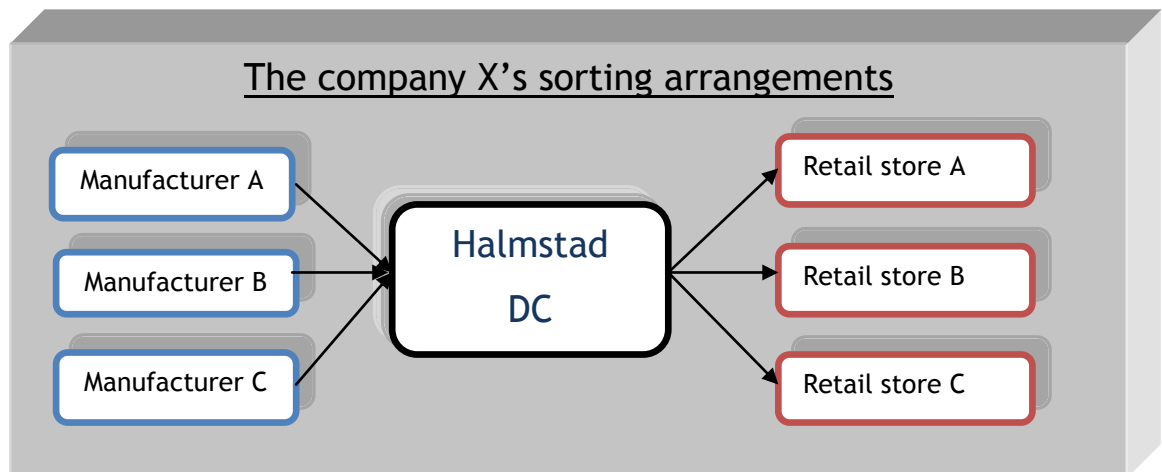 The company X’s sorting arrangements
Manufacturer A
Manufacturer B
Manufacturer C
Halmstad
DC
Retail store A
Retail store B
Retail store C